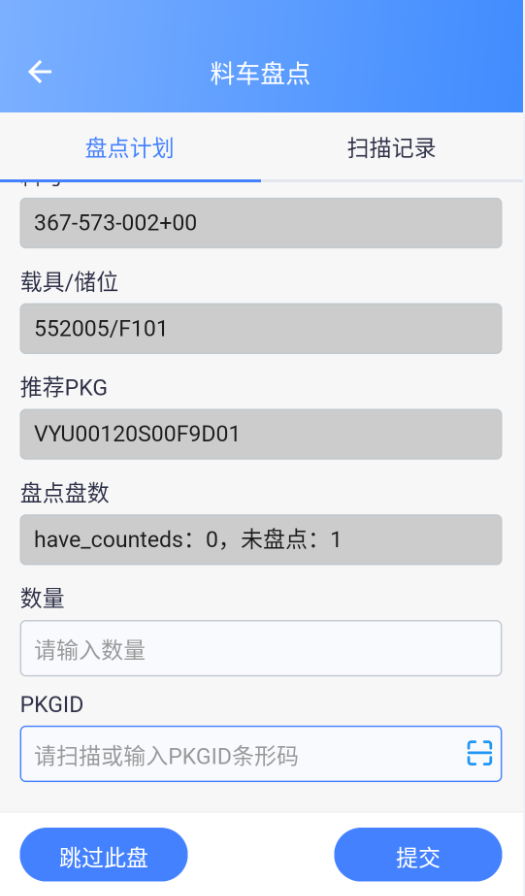 料车盘点
盘点计划
扫描记录
367-573-002+00
载具/储位
552005/F101
推荐PKG
VYU00120S00F9D01
盘点盘数
have_counteds：0，未盘点：1
数量
请输入数量
PKGID
请扫描或输入PKGID条形码
跳过此盘
提交